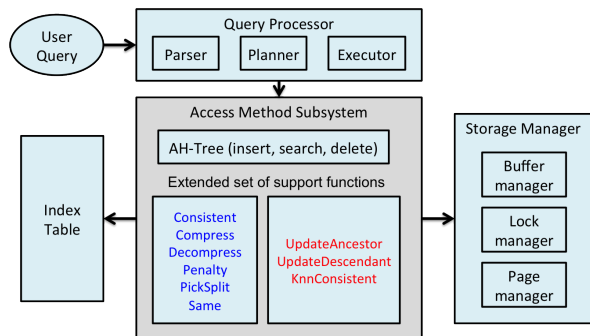 User
Query
Query Processor
Parser
Planner
Executor
Access Method Subsystem
AH-Tree (insert, search, delete)
Extended set of support functions
Consistent
Compress
Decompress
Penalty
PickSplit
Same
UpdateAncestor
UpdateDescendant
KnnConsistent
Index
Table
Storage Manager
Buffer
manager
Lock
manager
Page
manager